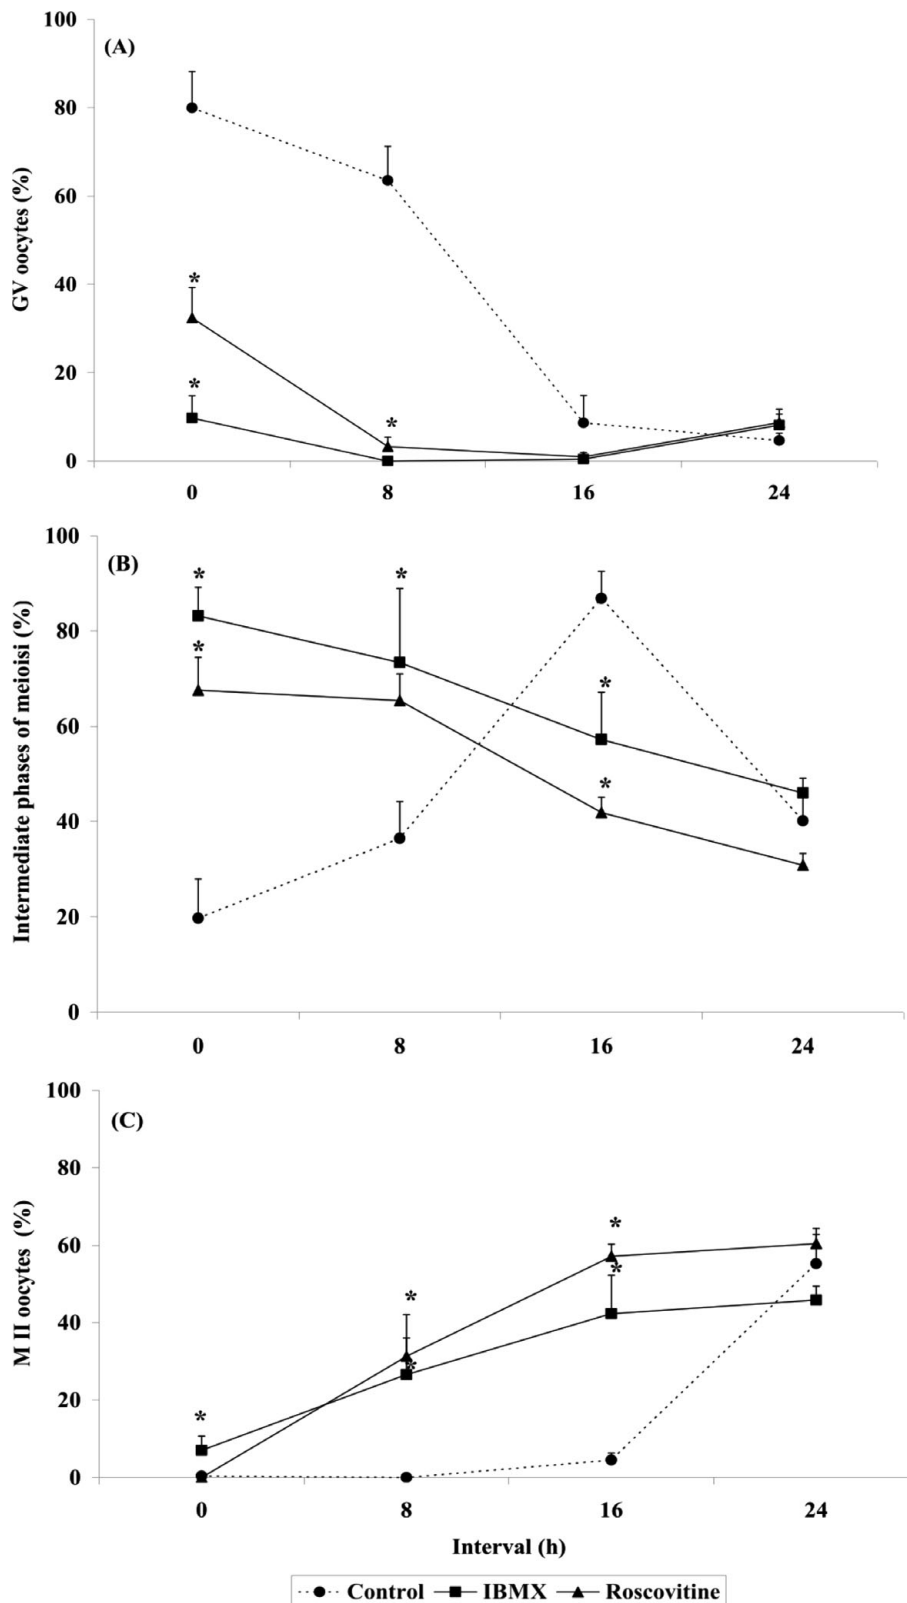 100
(A)
80
60
40
20
0
GV oocytes (%)
*
*
*
0 8 16 24
100
(B)
80
60
40
20
0
Intermediate phases of meioisi (%)
* *
*
*
*
0 8 16 24
100
(C)
80
60
40
20
0
M II oocytes (%)
*
*
*
*
*
0 8 16 24
Interval (h)
Control IBMX Roscovitine